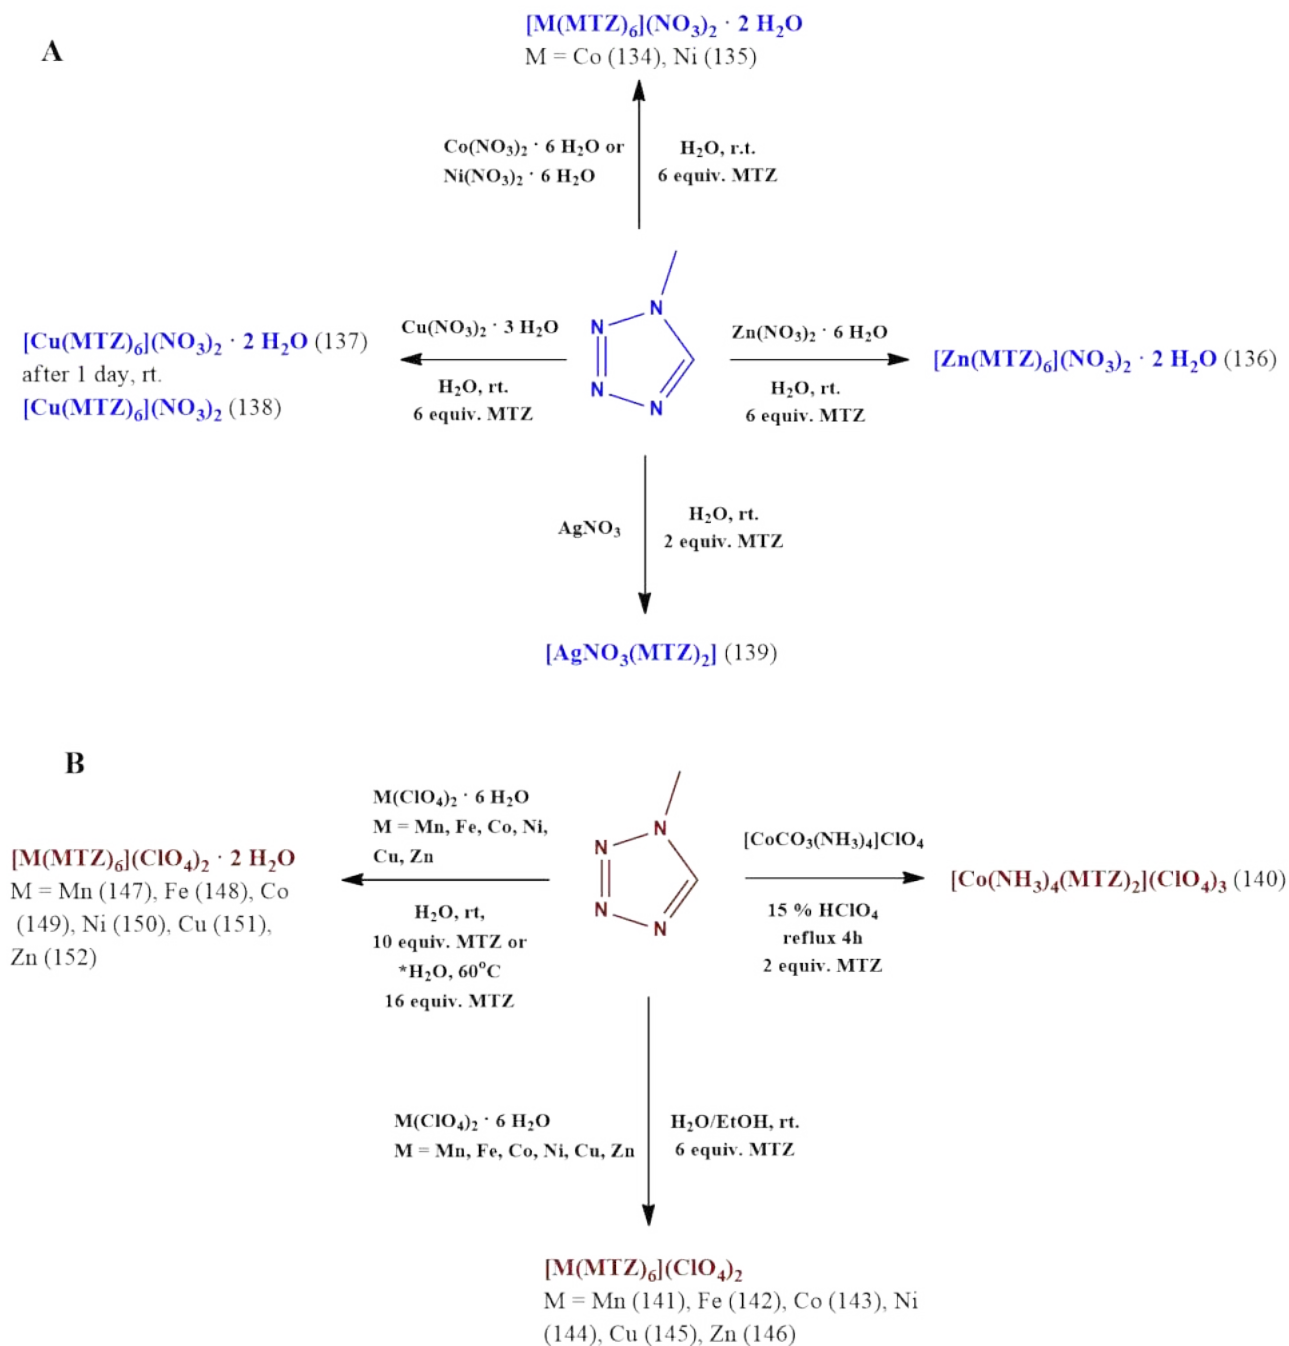 A
[M(MTZ)₆](NO₃)₂ · 2 H₂O
M = Co (134), Ni (135)
Co(NO₃)₂ · 6 H₂O or
Ni(NO₃)₂ · 6 H₂O
H₂O, r.t.
6 equiv. MTZ
[Cu(MTZ)₆](NO₃)₂ · 2 H₂O (137)
after 1 day, rt.
[Cu(MTZ)₆](NO₃)₂ (138)
Cu(NO₃)₂ · 3 H₂O
H₂O, rt.
6 equiv. MTZ
N
N
N
N
Zn(NO₃)₂ · 6 H₂O
H₂O, rt.
6 equiv. MTZ
[Zn(MTZ)₆](NO₃)₂ · 2 H₂O (136)
AgNO₃
H₂O, rt.
2 equiv. MTZ
[AgNO₃(MTZ)₂] (139)
B
[M(MTZ)₆](ClO₄)₂ · 2 H₂O
M = Mn (147), Fe (148), Co
(149), Ni (150), Cu (151),
Zn (152)
M(ClO₄)₂ · 6 H₂O
M = Mn, Fe, Co, Ni,
Cu, Zn
H₂O, rt,
10 equiv. MTZ or
*H₂O, 60°C
16 equiv. MTZ
N
N
N
N
[CoCO₃(NH₃)₄]ClO₄
15 % HClO₄
reflux 4h
2 equiv. MTZ
[Co(NH₃)₄(MTZ)₂](ClO₄)₃ (140)
M(ClO₄)₂ · 6 H₂O
M = Mn, Fe, Co, Ni, Cu, Zn
H₂O/EtOH, rt.
6 equiv. MTZ
[M(MTZ)₆](ClO₄)₂
M = Mn (141), Fe (142), Co (143), Ni
(144), Cu (145), Zn (146)